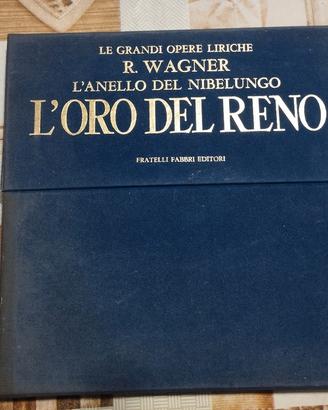 LE GRANDI OPERE LIRICHE
R. WAGNER
L'ANELLO DEL NIBELUNGO
L'ORO DEL RENO
FRATELLI FABBRI EDITORI